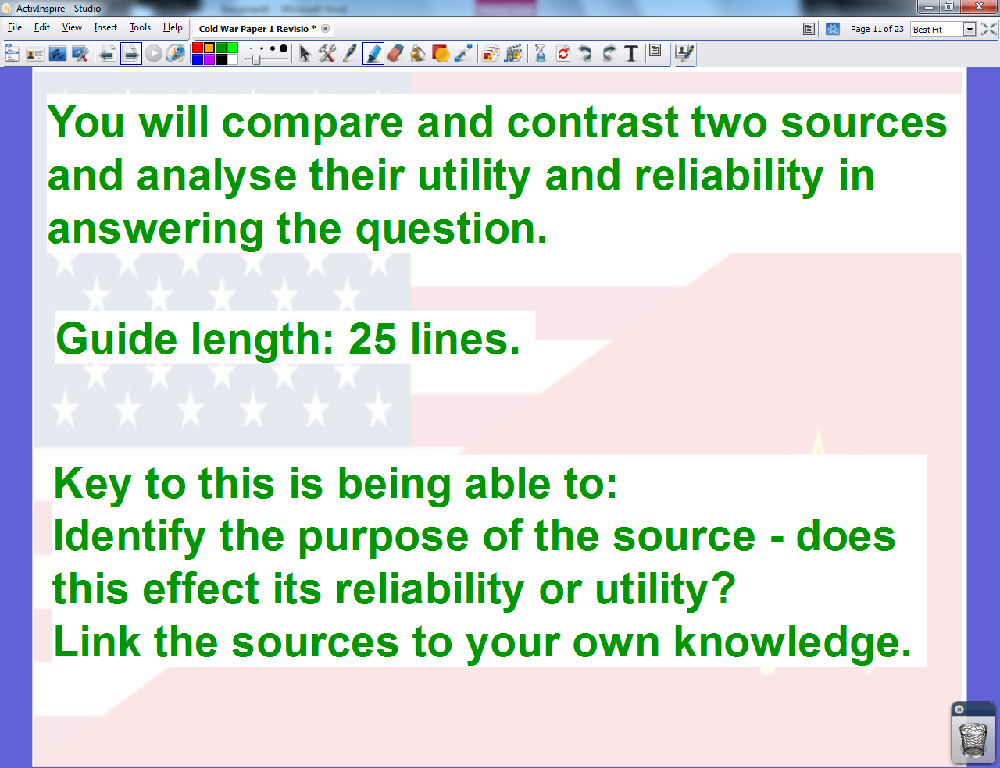 ActivInspire - Studio
File Edit View Insert Tools Help
Cold War Paper 1 Revisio *
Page 11 of 23
Best Fit
You will compare and contrast two sources
and analyse their utility and reliability in
answering the question.
Guide length: 25 lines.
Key to this is being able to:
Identify the purpose of the source - does
this effect its reliability or utility?
Link the sources to your own knowledge.